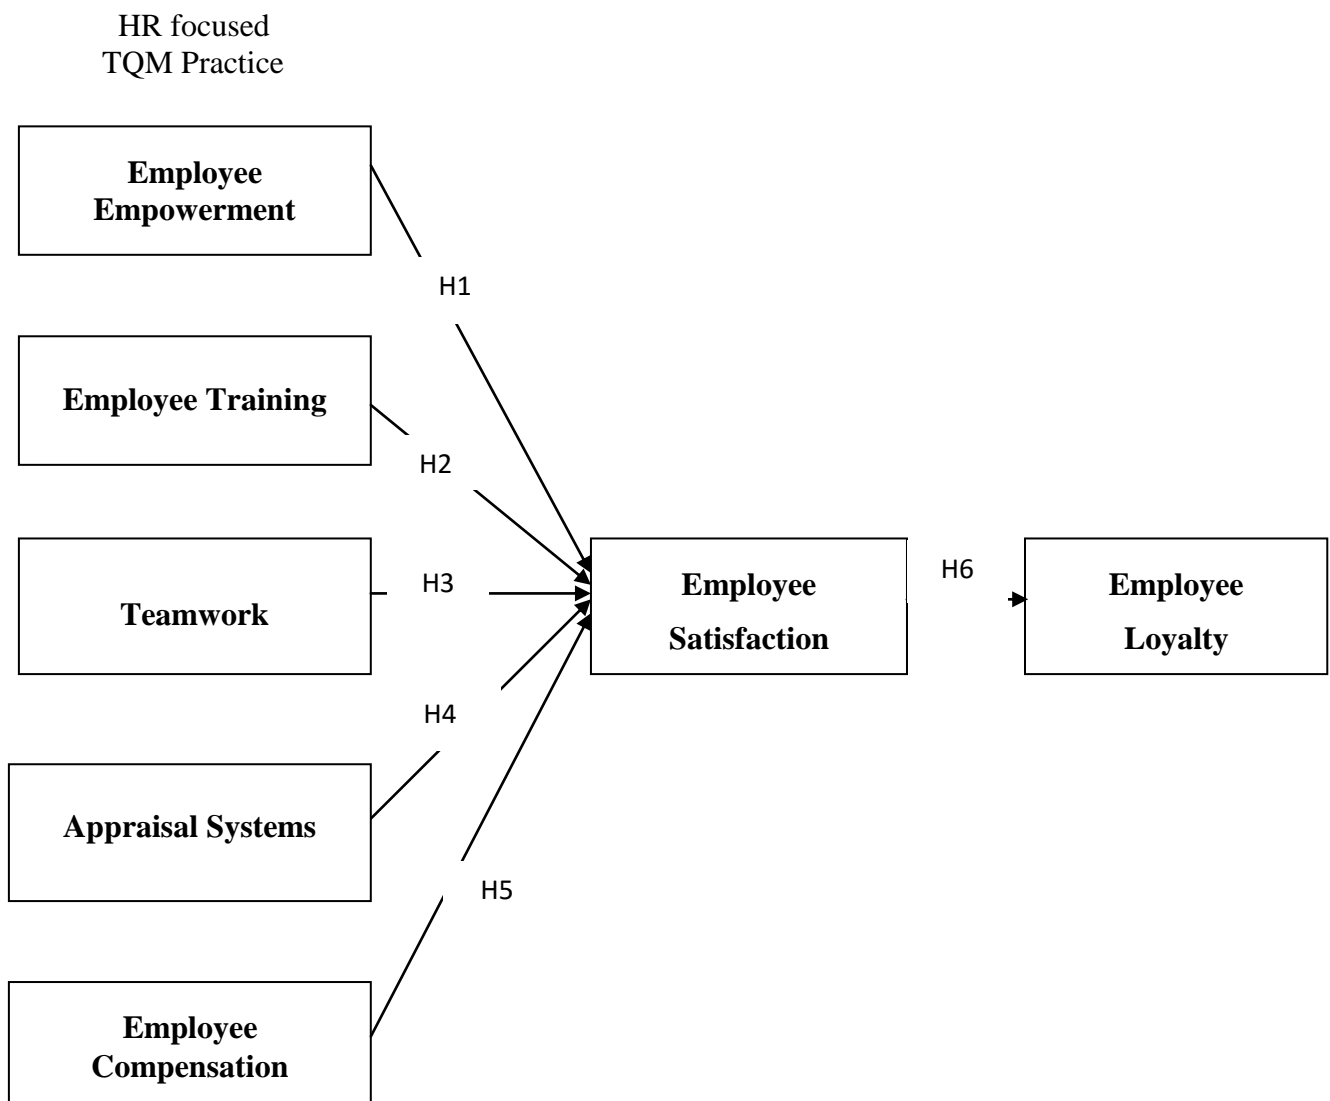 HR focused
TQM Practice
Employee
Empowerment
H1
Employee Training
H2
Teamwork
H3
Employee
Satisfaction
H6
Employee
Loyalty
H4
Appraisal Systems
H5
Employee
Compensation